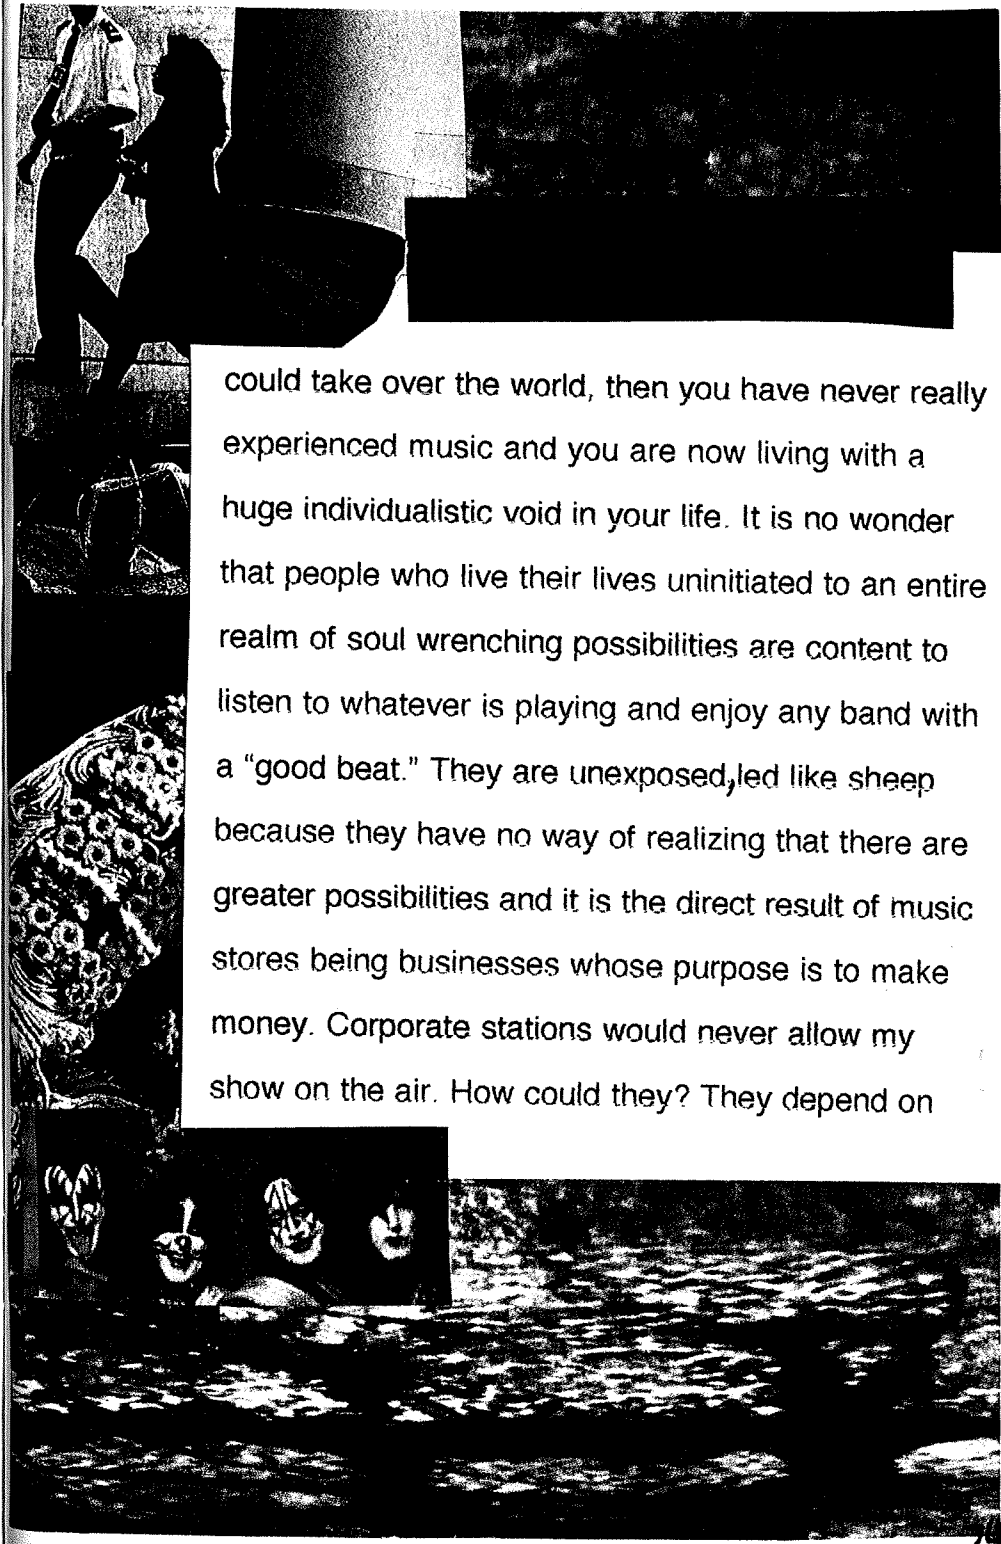 could take over the world, then you have never really
experienced music and you are now living with a
huge individualistic void in your life. It is no wonder
that people who live their lives uninitiated to an entire
realm of soul wrenching possibilities are content to
listen to whatever is playing and enjoy any band with
a "good beat." They are unexposed,led like sheep
because they have no way of realizing that there are
greater possibilities and it is the direct result of music
stores being businesses whose purpose is to make
money. Corporate stations would never allow my
show on the air. How could they? They depend on